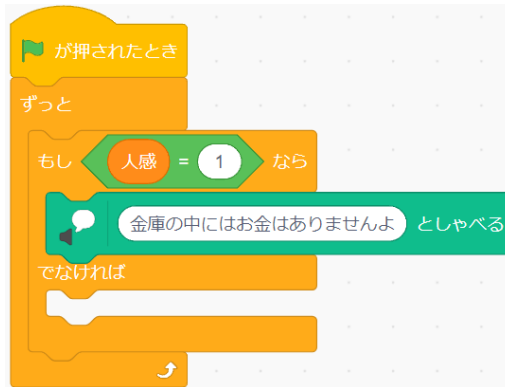 が押されたとき
ずっと
もし 人感 = 1 なら
金庫の中にはお金はありませんよ としゃべる
でなければ